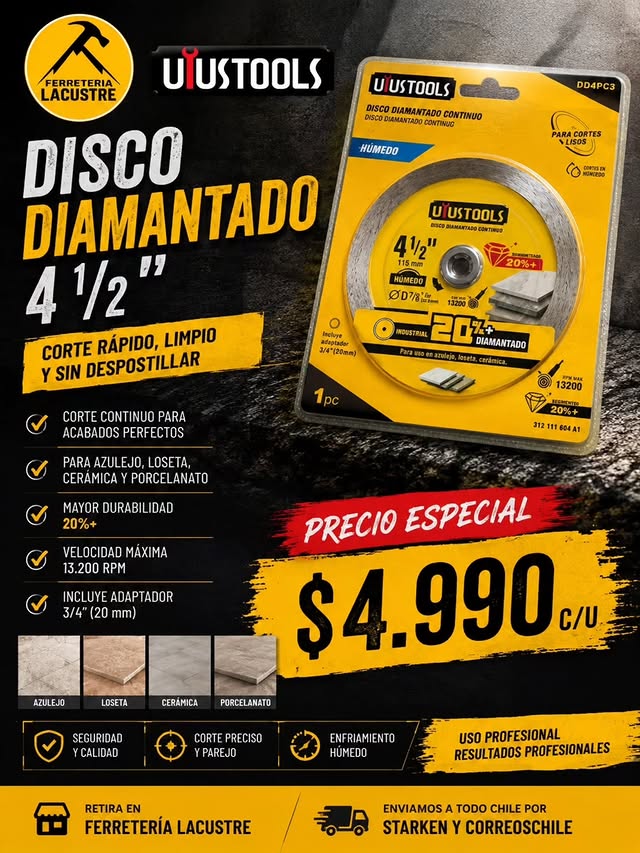 FERRETERIA
LACUSTRE
UYUSTOOLS
DISCO
DIAMANTADO
4 1/2"
CORTE RÁPIDO, LIMPIO
Y SIN DESPOSTILLAR
CORTE CONTINUO PARA
ACABADOS PERFECTOS
PARA AZULEJO, LOSETA,
CERÁMICA Y PORCELANATO
MAYOR DURABILIDAD
20%+
VELOCIDAD MÁXIMA
13.200 RPM
INCLUYE ADAPTADOR
3/4" (20 mm)
UYUSTOOLS
DD4PC3
DISCO DIAMANTADO CONTINUO
HÚMEDO
PARA CORTES
LISOS
CORTES EN
UYUSTOOLS
DISCO DIAMANTADO CONTINUO
4 1/2"
115 mm
20%+
HÚMEDO
13200
INDUSTRIAL
20%+
DIAMANTADO
Para uso en azulejo, loseta, cerámica.
Incluye
adaptador
3/4"(20mm)
RPM MAX
13200
20%+
1pc
312 111 604 A1
PRECIO ESPECIAL
$4.990 C/U
AZULEJO
LOSETA
CERÁMICA
PORCELANATO
SEGURIDAD
Y CALIDAD
CORTE PRECISO
Y PAREJO
ENFRIAMIENTO
HÚMEDO
USO PROFESIONAL
RESULTADOS PROFESIONALES
RETIRA EN
FERRETERÍA LACUSTRE
ENVIAMOS A TODO CHILE POR
STARKEN Y CORREOSCHILE